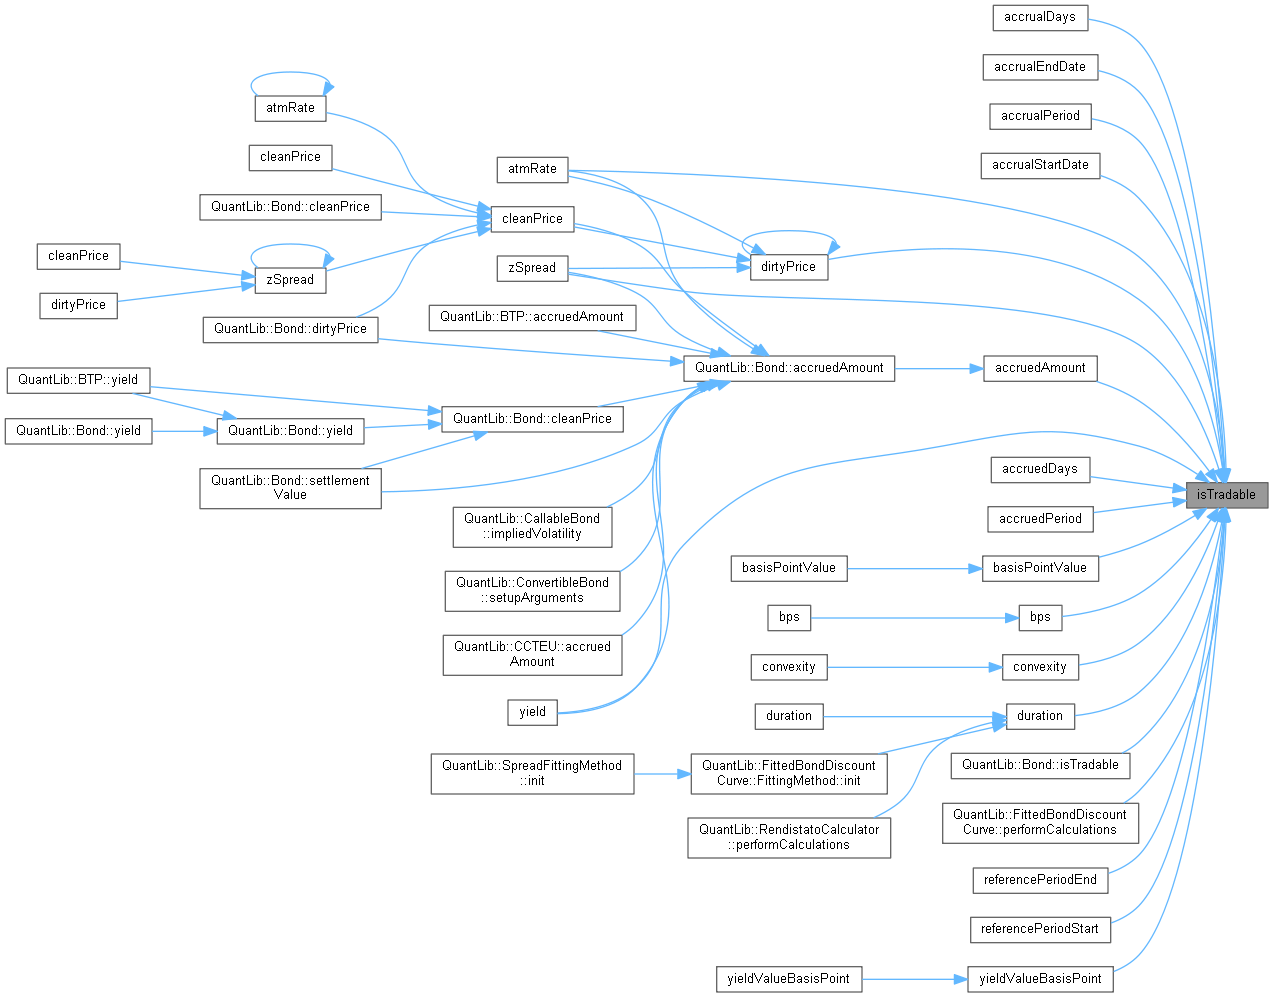 accrualDays
accrualEndDate
accrualPeriod
accrualStartDate
atmRate
cleanPrice
QuantLib::Bond::cleanPrice
cleanPrice
dirtyPrice
zSpread
QuantLib::Bond::dirtyPrice
atmRate
cleanPrice
zSpread
dirtyPrice
QuantLib::BTP::accruedAmount
QuantLib::Bond::accruedAmount
accruedAmount
QuantLib::BTP::yield
QuantLib::Bond::yield
QuantLib::Bond::yield
QuantLib::Bond::cleanPrice
QuantLib::Bond::settlement
Value
QuantLib::CallableBond
::impliedVolatility
QuantLib::ConvertibleBond
::setupArguments
QuantLib::CCTEU::accrued
Amount
yield
accruedDays
isTradable
accruedPeriod
basisPointValue
basisPointValue
bps
bps
convexity
convexity
duration
duration
QuantLib::SpreadFittingMethod
::init
QuantLib::FittedBondDiscount
Curve::FittingMethod::init
QuantLib::Bond::isTradable
QuantLib::RendistatoCalculator
::performCalculations
QuantLib::FittedBondDiscount
Curve::performCalculations
referencePeriodEnd
referencePeriodStart
yieldValueBasisPoint
yieldValueBasisPoint